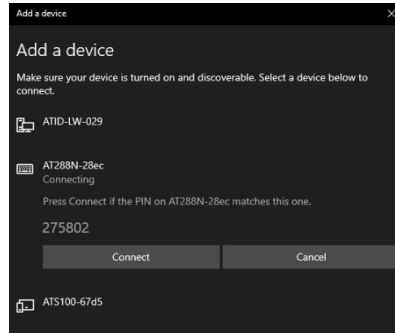 Add a device
Add a device
Make sure your device is turned on and discoverable. Select a device below to
connect.
ATID-LW-029
AT288N-28ec
Connecting
Press Connect if the PIN on AT288N-28ec matches this one.
275802
Connect Cancel
ATS100-67d5